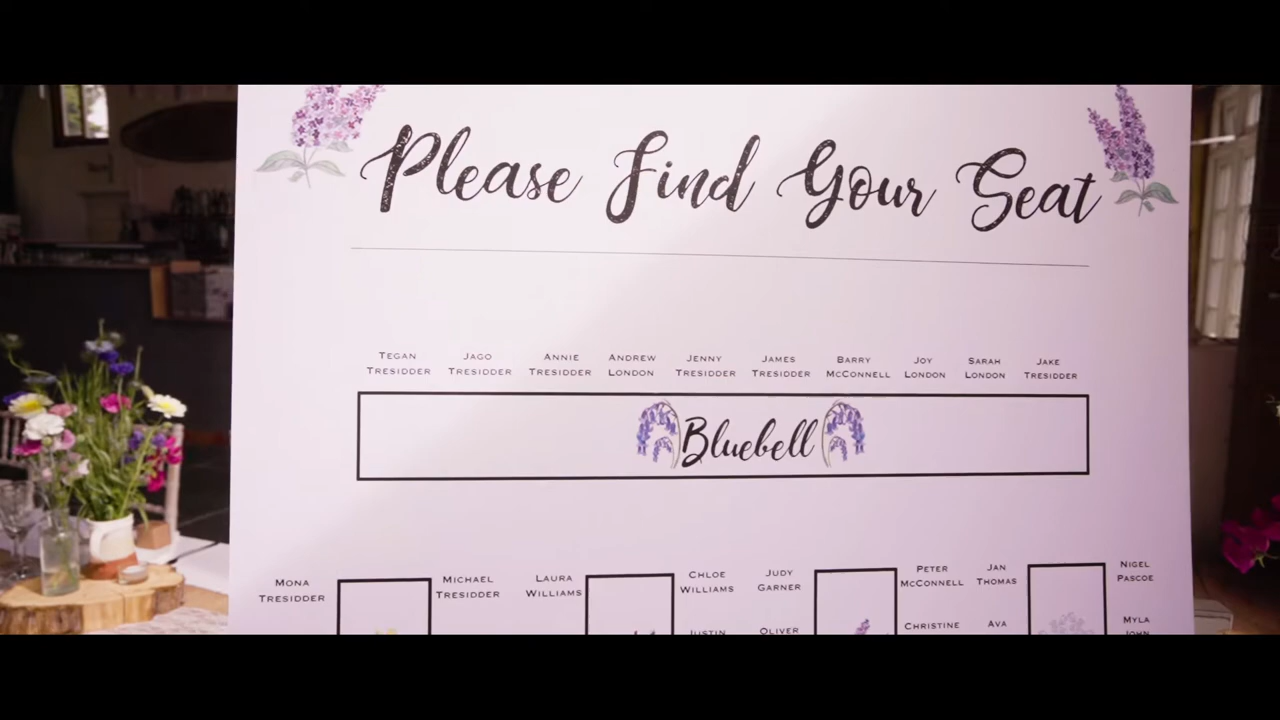 Please Find Your Seat
TEGAN JAGO ANNIE ANDREW JENNY JAMES BARRY JOY SARAH JAKE
TRESIDDER TRESIDDER TRESIDDER LONDON TRESIDDER TRESIDDER McCONNELL LONDON LONDON TRESIDDER
Bluebell
MONA MICHAEL LAURA CHLOE JUDY PETER JAN NIGEL
TRESIDDER TRESIDDER WILLIAMS WILLIAMS GARNER McCONNELL THOMAS PASCOE
JUSTIN OLIVER CHRISTINE AVA MYLA
JOHN